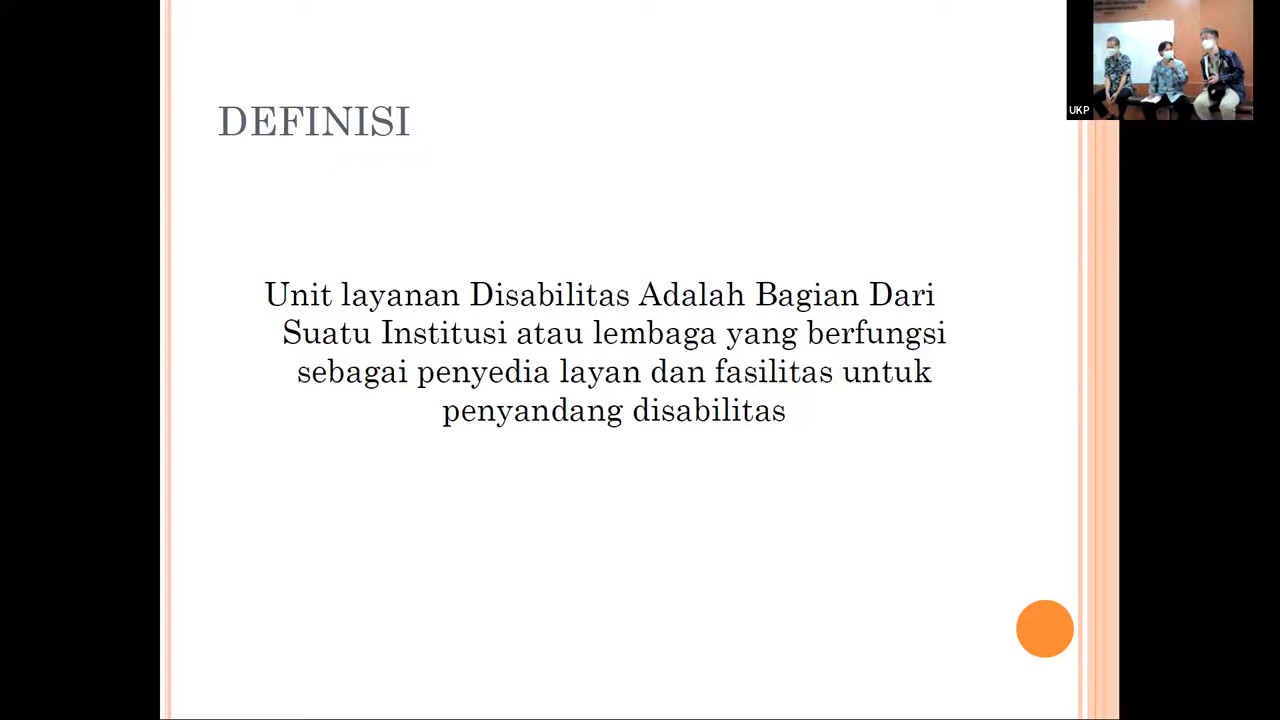 DEFINISI
Unit layanan Disabilitas Adalah Bagian Dari
Suatu Institusi atau lembaga yang berfungsi
sebagai penyedia layan dan fasilitas untuk
penyandang disabilitas
UKP